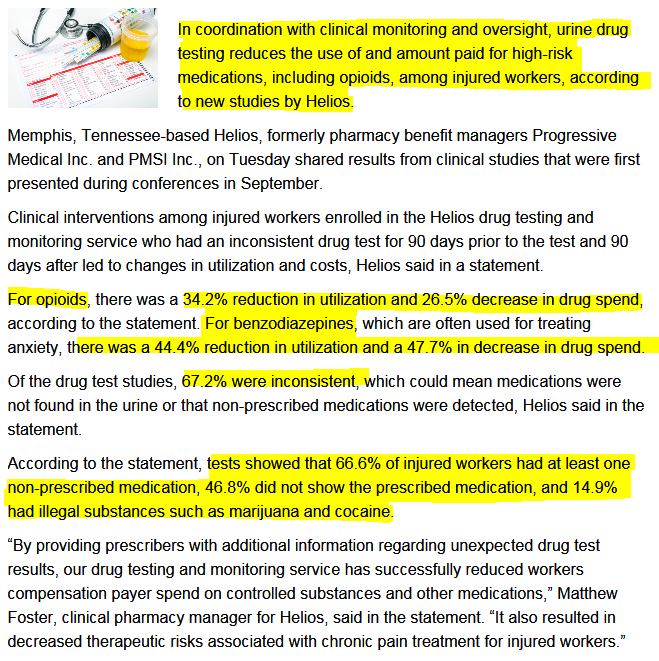 In coordination with clinical monitoring and oversight, urine drug
testing reduces the use of and amount paid for high-risk
medications, including opioids, among injured workers, according
to new studies by Helios.
Memphis, Tennessee-based Helios, formerly pharmacy benefit managers Progressive
Medical Inc. and PMSI Inc., on Tuesday shared results from clinical studies that were first
presented during conferences in September.
Clinical interventions among injured workers enrolled in the Helios drug testing and
monitoring service who had an inconsistent drug test for 90 days prior to the test and 90
days after led to changes in utilization and costs, Helios said in a statement.
For opioids, there was a 34.2% reduction in utilization and 26.5% decrease in drug spend,
according to the statement. For benzodiazepines, which are often used for treating
anxiety, there was a 44.4% reduction in utilization and a 47.7% in decrease in drug spend.
Of the drug test studies, 67.2% were inconsistent, which could mean medications were
not found in the urine or that non-prescribed medications were detected, Helios said in the
statement.
According to the statement, tests showed that 66.6% of injured workers had at least one
non-prescribed medication, 46.8% did not show the prescribed medication, and 14.9%
had illegal substances such as marijuana and cocaine.
“By providing prescribers with additional information regarding unexpected drug test
results, our drug testing and monitoring service has successfully reduced workers
compensation payer spend on controlled substances and other medications,” Matthew
Foster, clinical pharmacy manager for Helios, said in the statement. “It also resulted in
decreased therapeutic risks associated with chronic pain treatment for injured workers.”